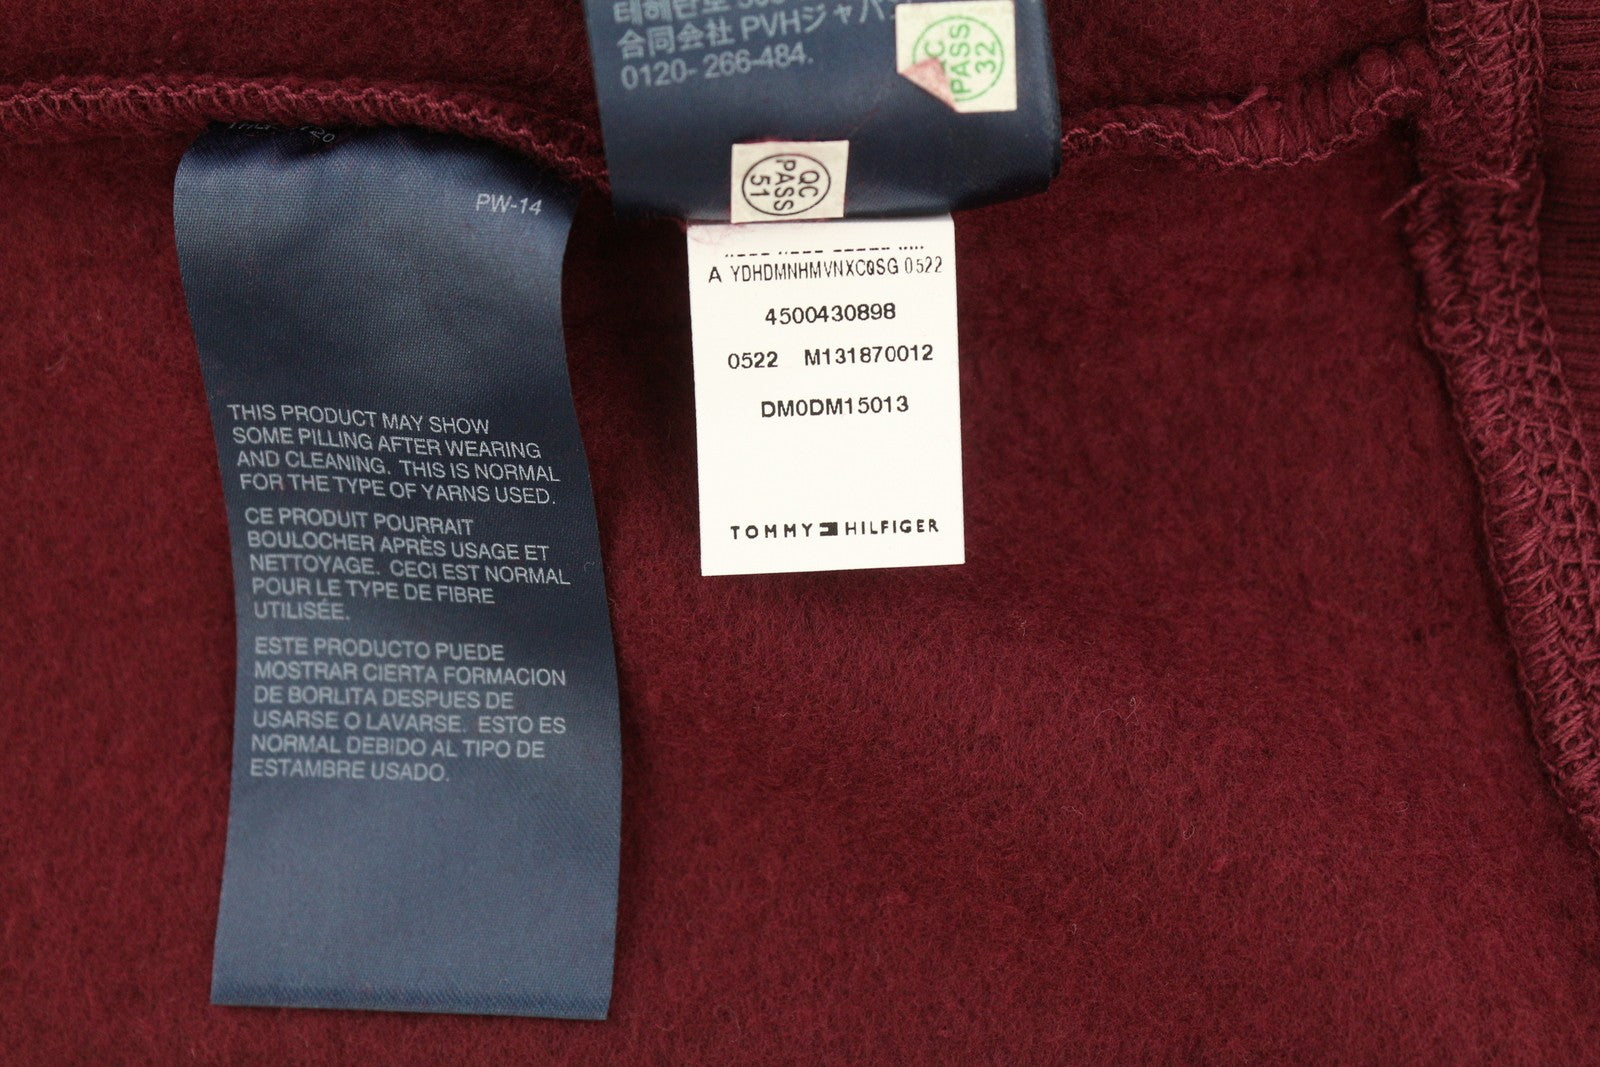 合同会社 PVHジャパン
0120- 266-484.
QC
PASS
32
QC
PASS
51
PW-14
THIS PRODUCT MAY SHOW
SOME PILLING AFTER WEARING
AND CLEANING. THIS IS NORMAL
FOR THE TYPE OF YARNS USED.
CE PRODUIT POURRAIT
BOULOCHER APRÈS USAGE ET
NETTOYAGE. CECI EST NORMAL
POUR LE TYPE DE FIBRE
UTILISÉE.
ESTE PRODUCTO PUEDE
MOSTRAR CIERTA FORMACION
DE BORLITA DESPUES DE
USARSE O LAVARSE. ESTO ES
NORMAL DEBIDO AL TIPO DE
ESTAMBRE USADO.
A YDHDMNHMVNXCQSG 0522
4500430898
0522 M131870012
DM0DM15013
TOMMY HILFIGER